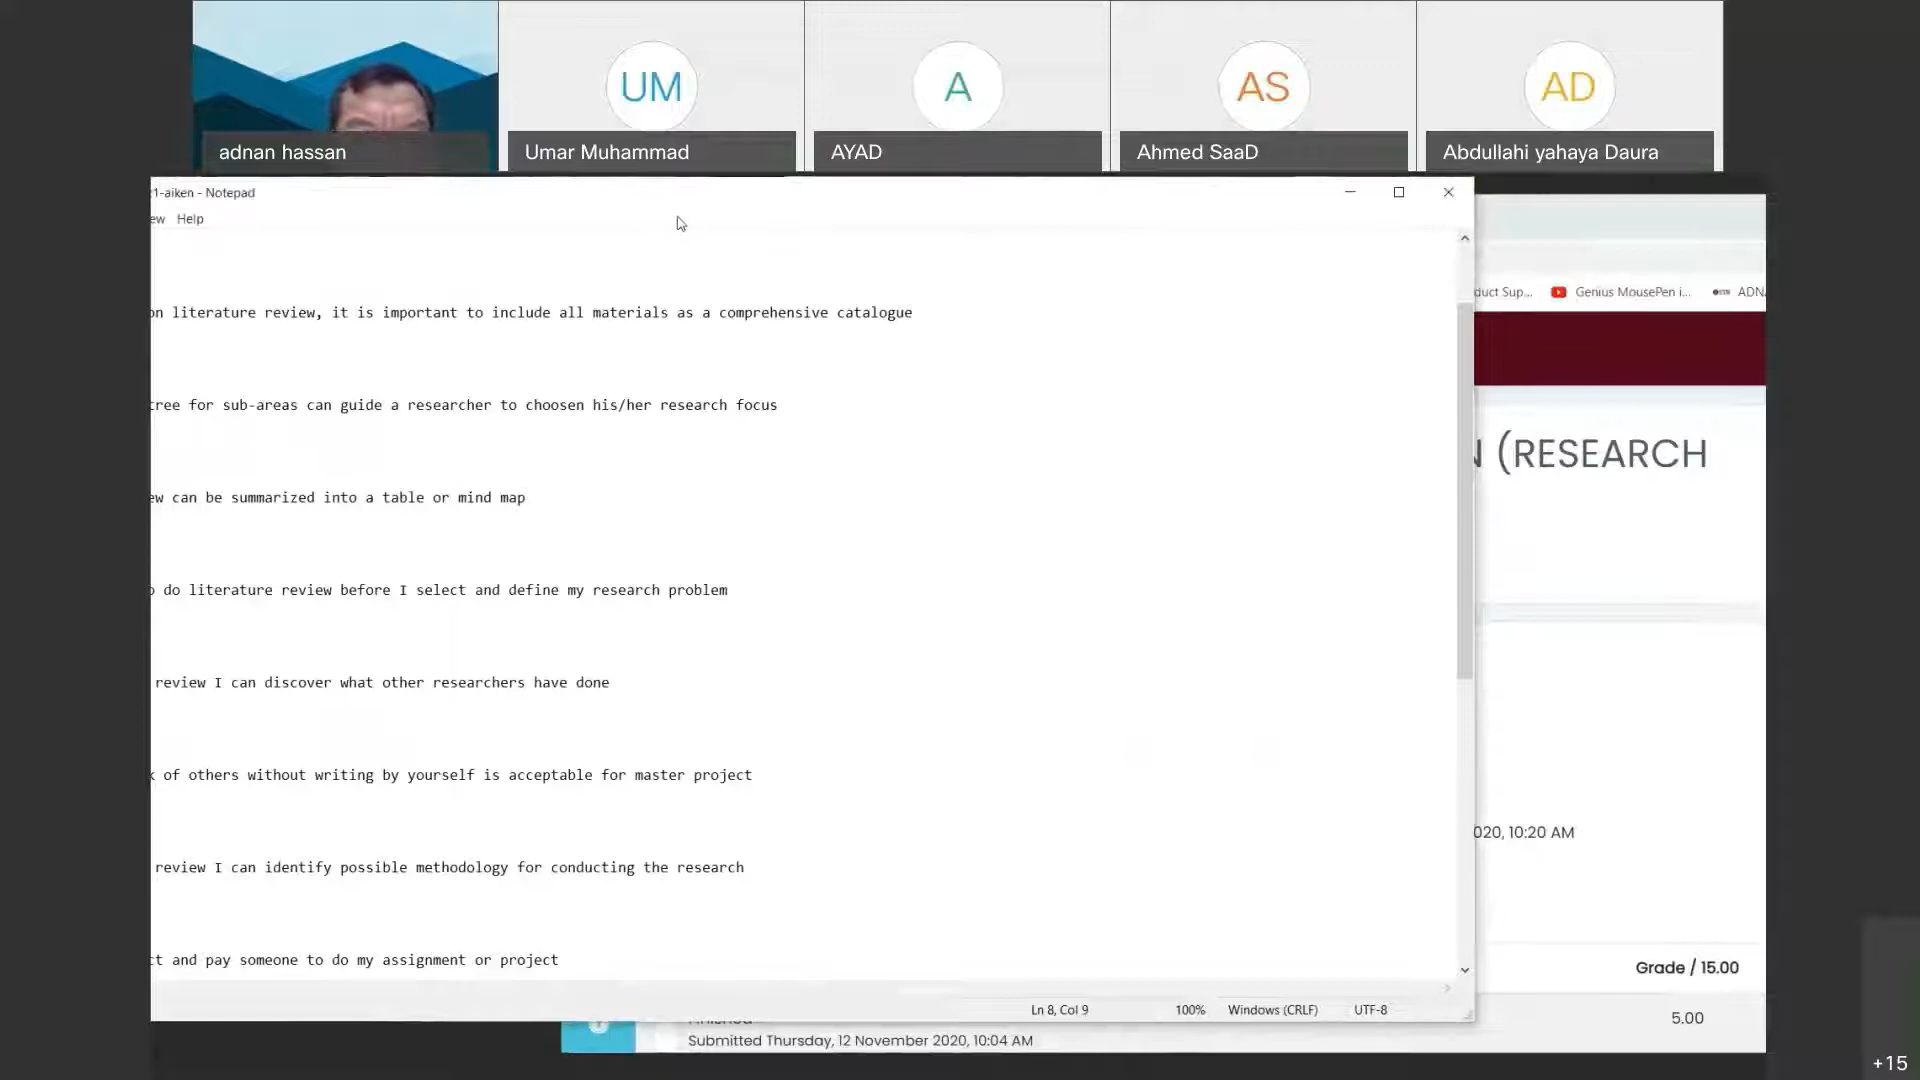 UM
A
AS
AD
adnan hassan
Umar Muhammad
AYAD
Ahmed SaaD
Abdullahi yahaya Daura
1-aiken - Notepad
ew Help
duct Sup...
Genius MousePen i...
ADN
on literature review, it is important to include all materials as a comprehensive catalogue
tree for sub-areas can guide a researcher to choosen his/her research focus
N (RESEARCH
ew can be summarized into a table or mind map
o do literature review before I select and define my research problem
review I can discover what other researchers have done
k of others without writing by yourself is acceptable for master project
020, 10:20 AM
review I can identify possible methodology for conducting the research
ct and pay someone to do my assignment or project
Grade / 15.00
Ln 8, Col 9
100%
Windows (CRLF)
UTF-8
5.00
Submitted Thursday, 12 November 2020, 10:04 AM
+15